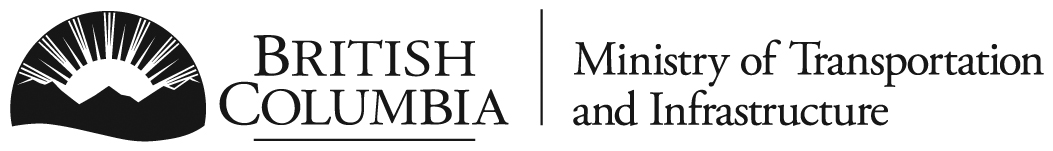 BRITISH
COLUMBIA
Ministry of Transportation
and Infrastructure